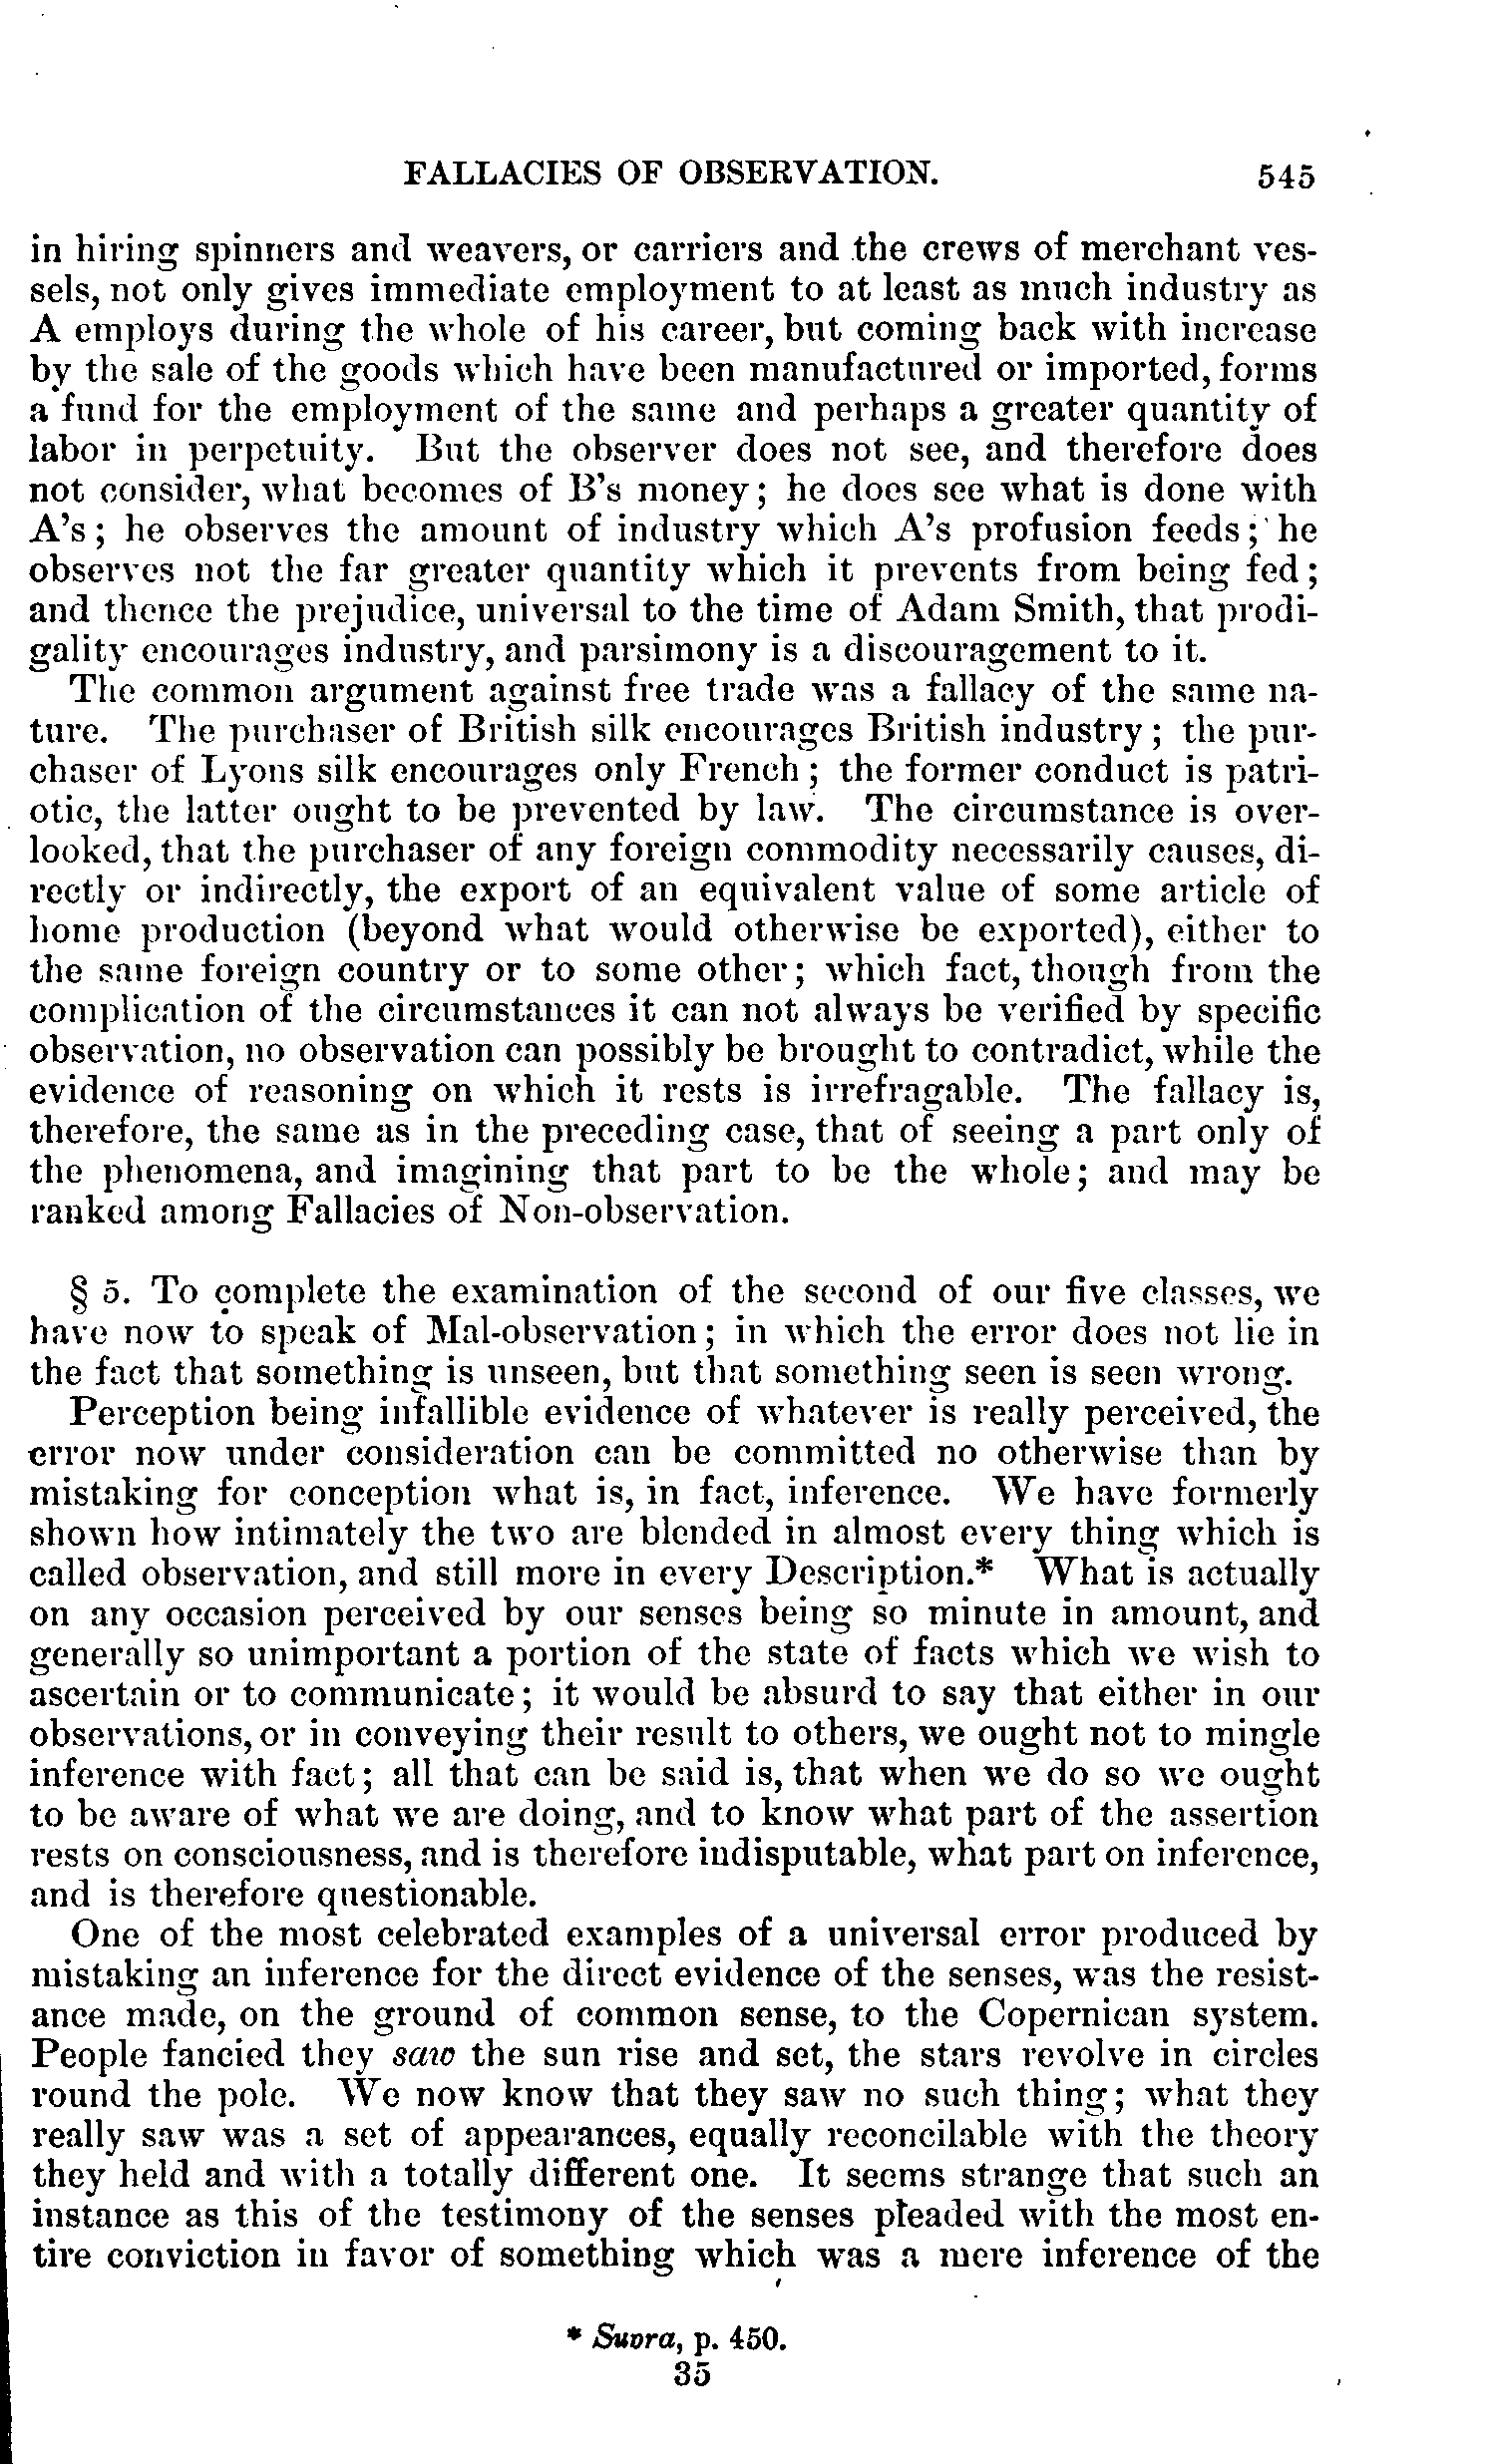 FALLACIES OF OBSERVATION. 545
in hiring spinners and weavers, or carriers and the crews of merchant ves-
sels, not only gives immediate employment to at least as much industry as
A employs during the whole of his career, but coming back with increase
by the sale of the goods which have been manufactured or imported, forms
a fund for the employment of the same and perhaps a greater quantity of
labor in perpetuity. But the observer does not see, and therefore does
not consider, what becomes of B's money; he does see what is done with
A's; he observes the amount of industry which A's profusion feeds; he
observes not the far greater quantity which it prevents from being fed;
and thence the prejudice, universal to the time of Adam Smith, that prodi-
gality encourages industry, and parsimony is a discouragement to it.
The common argument against free trade was a fallacy of the same na-
ture. The purchaser of British silk encourages British industry; the pur-
chaser of Lyons silk encourages only French; the former conduct is patri-
otic, the latter ought to be prevented by law. The circumstance is over-
looked, that the purchaser of any foreign commodity necessarily causes, di-
rectly or indirectly, the export of an equivalent value of some article of
home production (beyond what would otherwise be exported), either to
the same foreign country or to some other; which fact, though from the
complication of the circumstances it can not always be verified by specific
observation, no observation can possibly be brought to contradict, while the
evidence of reasoning on which it rests is irrefragable. The fallacy is,
therefore, the same as in the preceding case, that of seeing a part only of
the phenomena, and imagining that part to be the whole; and may be
ranked among Fallacies of Non-observation.
§ 5. To complete the examination of the second of our five classes, we
have now to speak of Mal-observation; in which the error does not lie in
the fact that something is unseen, but that something seen is seen wrong.
Perception being infallible evidence of whatever is really perceived, the
error now under consideration can be committed no otherwise than by
mistaking for conception what is, in fact, inference. We have formerly
shown how intimately the two are blended in almost every thing which is
called observation, and still more in every Description.* What is actually
on any occasion perceived by our senses being so minute in amount, and
generally so unimportant a portion of the state of facts which we wish to
ascertain or to communicate; it would be absurd to say that either in our
observations, or in conveying their result to others, we ought not to mingle
inference with fact; all that can be said is, that when we do so we ought
to be aware of what we are doing, and to know what part of the assertion
rests on consciousness, and is therefore indisputable, what part on inference,
and is therefore questionable.
One of the most celebrated examples of a universal error produced by
mistaking an inference for the direct evidence of the senses, was the resist-
ance made, on the ground of common sense, to the Copernican system.
People fancied they saw the sun rise and set, the stars revolve in circles
round the pole. We now know that they saw no such thing; what they
really saw was a set of appearances, equally reconcilable with the theory
they held and with a totally different one. It seems strange that such an
instance as this of the testimony of the senses pleaded with the most en-
tire conviction in favor of something which was a mere inference of the
* Supra, p. 450.
35